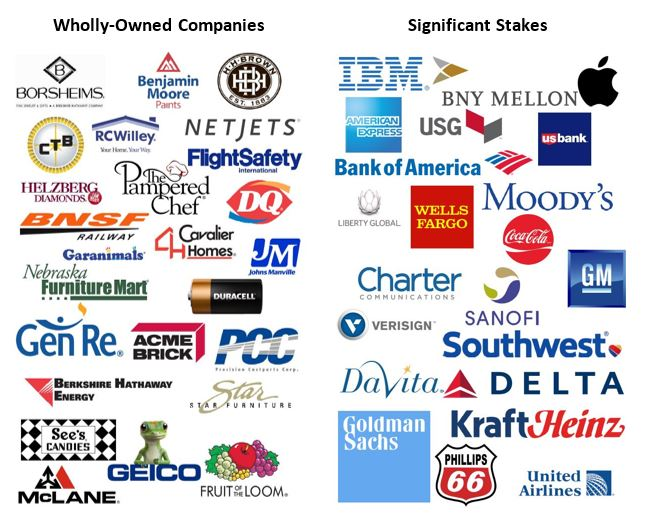 Wholly-Owned Companies
Significant Stakes
BORSHEIMS.
Benjamin
Moore
Paints
H·H·BROWN
HHB
EST. 1883
IBM
BNY MELLON
CTB
RCWilley
Your Home. Your Way.
NETJETS
AMERICAN
EXPRESS
USG
usbank
FlightSafety
international
Bank of America
HELZBERG
DIAMONDS
The
Pampered
Chef
DQ
LIBERTY GLOBAL
WELLS
FARGO
MOODY'S
BNSF
RAILWAY
Cavalier
Homes
Coca-Cola
Garanimals
JM
Johns Manville
Nebraska
Furniture Mart
DURACELL
Charter
COMMUNICATIONS
SANOFI
GM
Gen Re
ACME
BRICK
PCC
Precision Castparts Corp.
VERISIGN
Southwest
BERKSHIRE HATHAWAY
ENERGY
Star
STAR FURNITURE
DaVita
DELTA
See's
CANDIES
GEICO
FRUIT OF THE LOOM
McLANE
Goldman
Sachs
KraftHeinz
PHILLIPS
66
United
Airlines